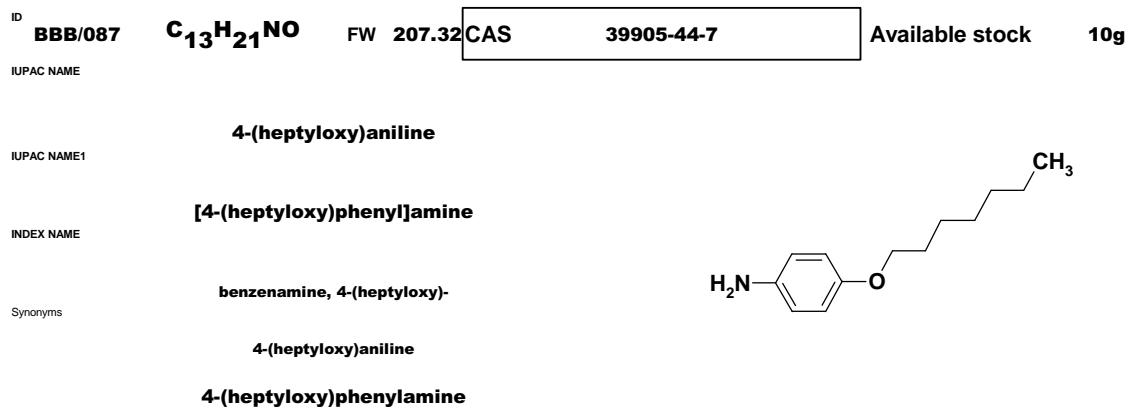 ID
BBB/087 C13H21NO FW 207.32 CAS 39905-44-7 Available stock 10g
IUPAC NAME
4-(heptyloxy)aniline
IUPAC NAME1
[4-(heptyloxy)phenyl]amine
INDEX NAME
benzenamine, 4-(heptyloxy)-
Synonyms
4-(heptyloxy)aniline
4-(heptyloxy)phenylamine
CH3
H2N
O